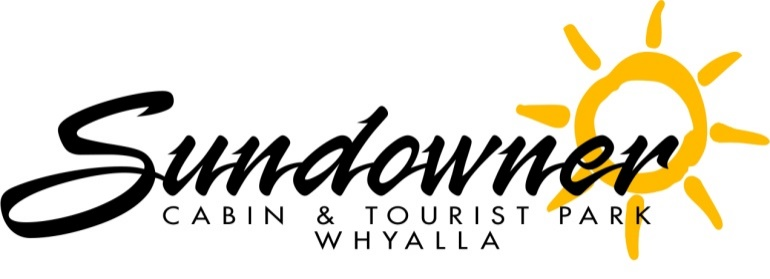 Sundowner
CABIN & TOURIST PARK
WHYALLA